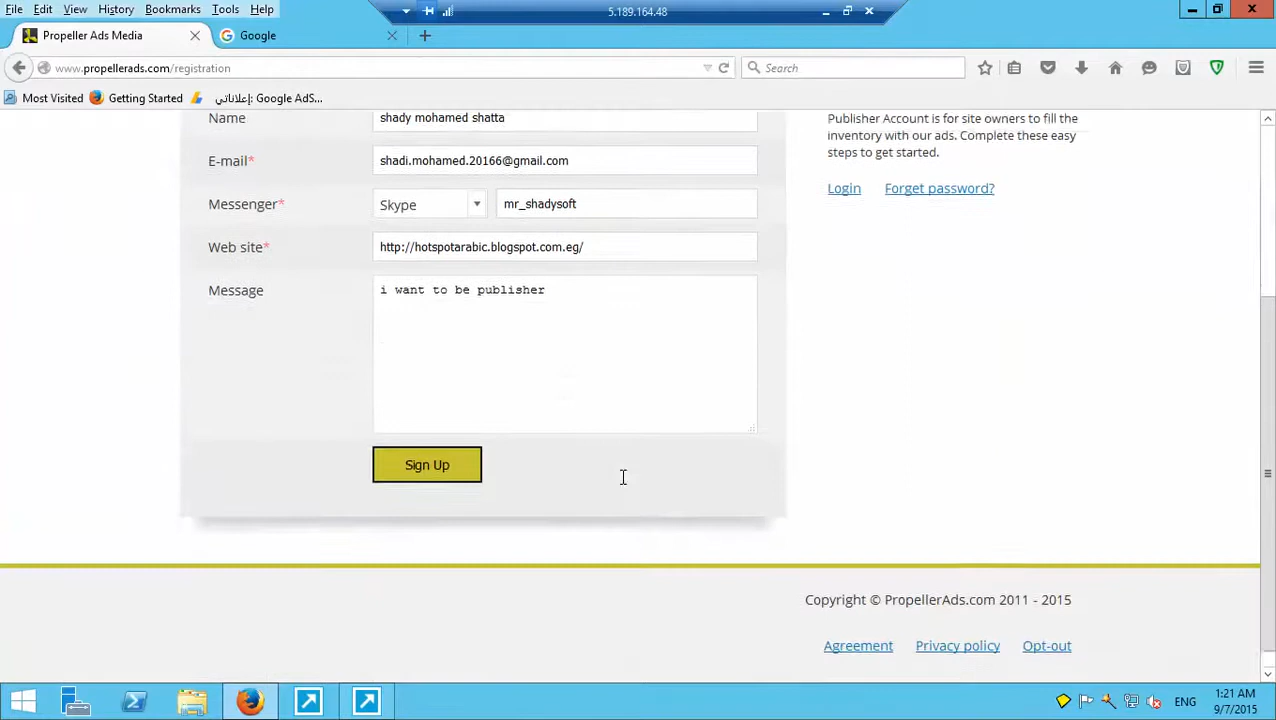 File Edit View History Bookmarks Tools Help
5.189.164.48
Propeller Ads Media
Google
www.propellerads.com/registration
Search
Most Visited
Getting Started
إعلاناتي: Google AdS...
Name
shady mohamed shatta
E-mail*
shadi.mohamed.20166@gmail.com
Messenger*
Skype
mr_shadysoft
Web site*
http://hotspotarabic.blogspot.com.eg/
Message
i want to be publisher
Sign Up
Publisher Account is for site owners to fill the
inventory with our ads. Complete these easy
steps to get started.
Login
Forget password?
Copyright © PropellerAds.com 2011 - 2015
Agreement
Privacy policy
Opt-out
ENG
1:21 AM
9/7/2015